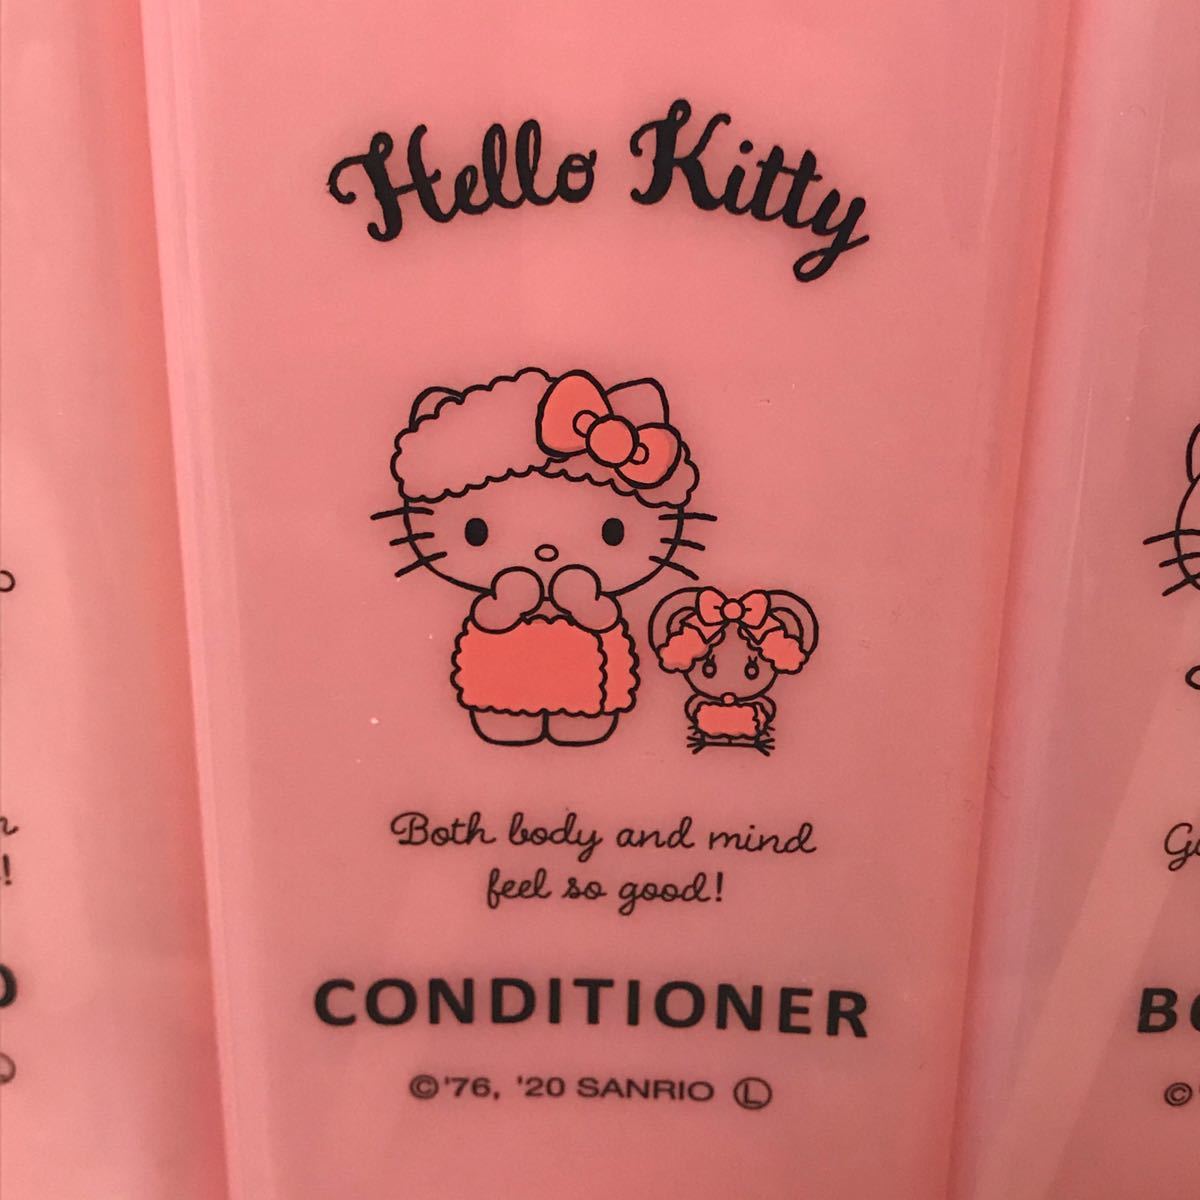 Hello Kitty
Both body and mind
feel so good!
CONDITIONER
©'76, '20 SANRIO Ⓛ